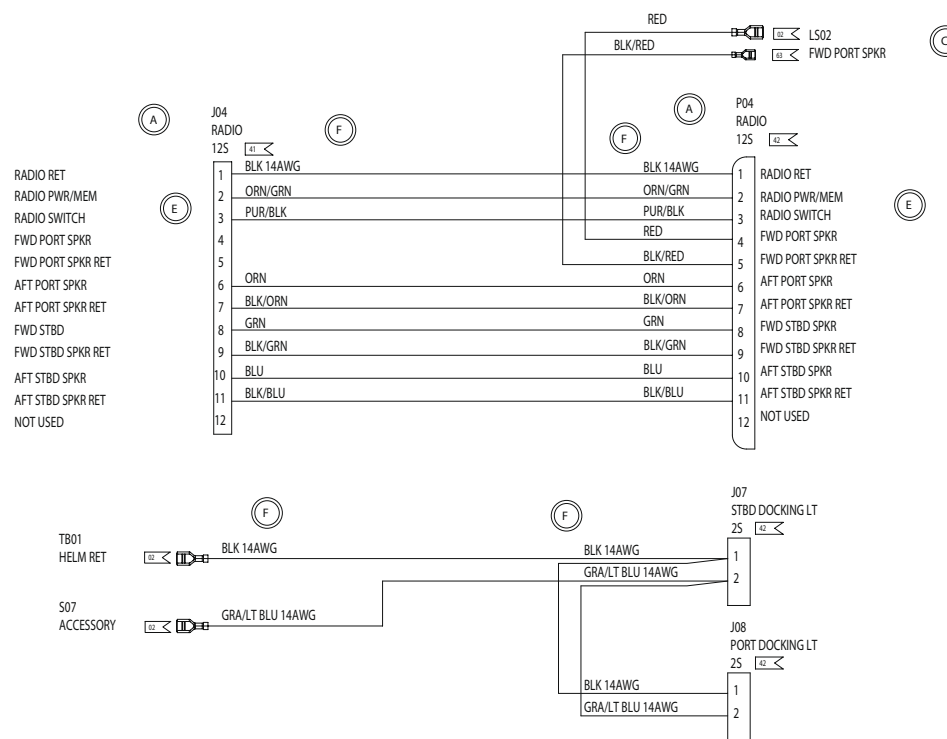 RED
02
LS02
BLK/RED
63
FWD PORT SPKR
C
A
J04
RADIO
12S
41
F
A
P04
RADIO
12S
42
F
E
E
RADIO RET
1
BLK 14AWG
BLK 14AWG
1
RADIO RET
RADIO PWR/MEM
2
ORN/GRN
ORN/GRN
2
RADIO PWR/MEM
RADIO SWITCH
3
PUR/BLK
PUR/BLK
3
RADIO SWITCH
FWD PORT SPKR
4
RED
4
FWD PORT SPKR
FWD PORT SPKR RET
5
BLK/RED
5
FWD PORT SPKR RET
AFT PORT SPKR
6
ORN
ORN
6
AFT PORT SPKR
AFT PORT SPKR RET
7
BLK/ORN
BLK/ORN
7
AFT PORT SPKR RET
FWD STBD
8
GRN
GRN
8
FWD STBD SPKR
FWD STBD SPKR RET
9
BLK/GRN
BLK/GRN
9
FWD STBD SPKR RET
AFT STBD SPKR
10
BLU
BLU
10
AFT STBD SPKR
AFT STBD SPKR RET
11
BLK/BLU
BLK/BLU
11
AFT STBD SPKR RET
NOT USED
12
12
NOT USED
F
F
J07
STBD DOCKING LT
2S
42
TB01
HELM RET
02
BLK 14AWG
BLK 14AWG
1
GRA/LT BLU 14AWG
2
S07
ACCESSORY
02
GRA/LT BLU 14AWG
J08
PORT DOCKING LT
2S
42
BLK 14AWG
1
GRA/LT BLU 14AWG
2